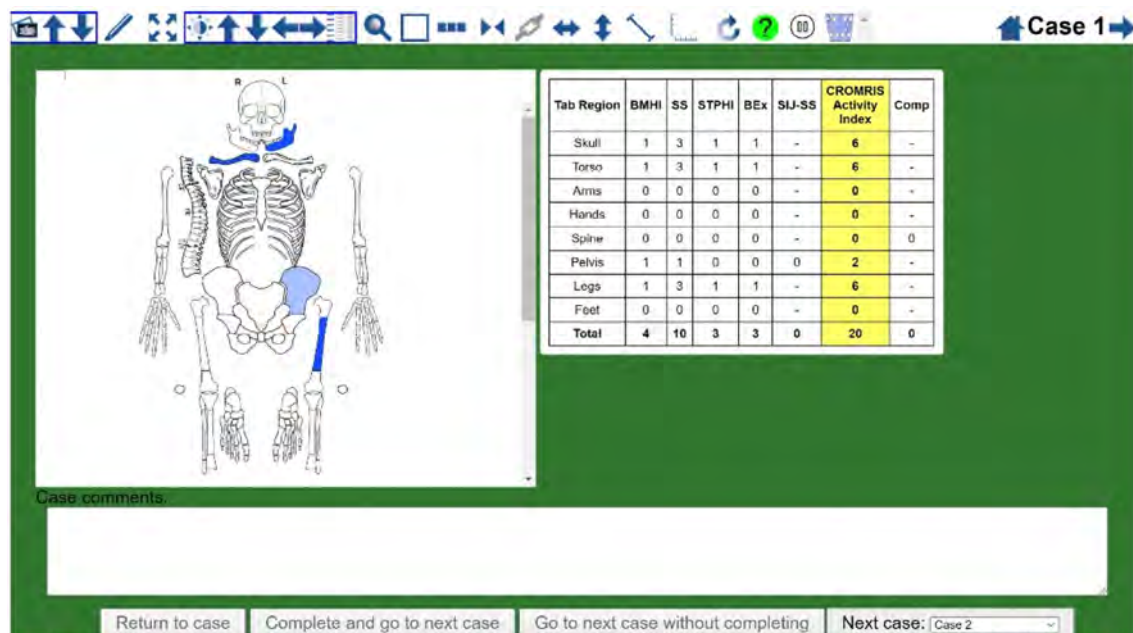 Case 1
R L
Tab Region BMHI SS STPHI BEx SIJ-SS CROMRIS Activity Index Comp
Skull 1 3 1 1 - 6 -
Torso 1 3 1 1 - 6 -
Arms 0 0 0 0 - 0 -
Hands 0 0 0 0 - 0 -
Spine 0 0 0 0 - 0 0
Pelvis 1 1 0 0 0 2 -
Legs 1 3 1 1 - 6 -
Feet 0 0 0 0 - 0 -
Total 4 10 3 3 0 20 0
Case comments:
Return to case Complete and go to next case Go to next case without completing Next case: Case 2